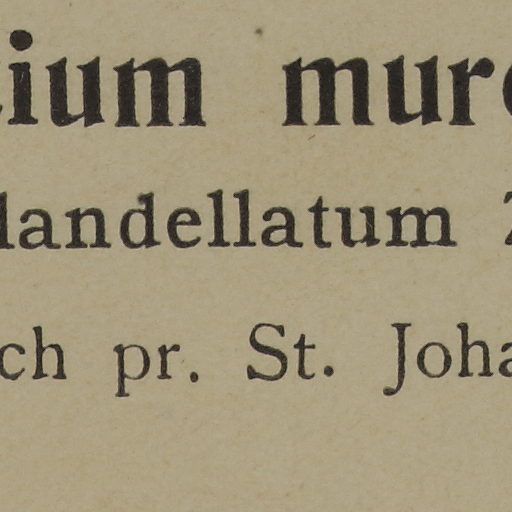 ium mur
landellatum
ch pr. St. Joha